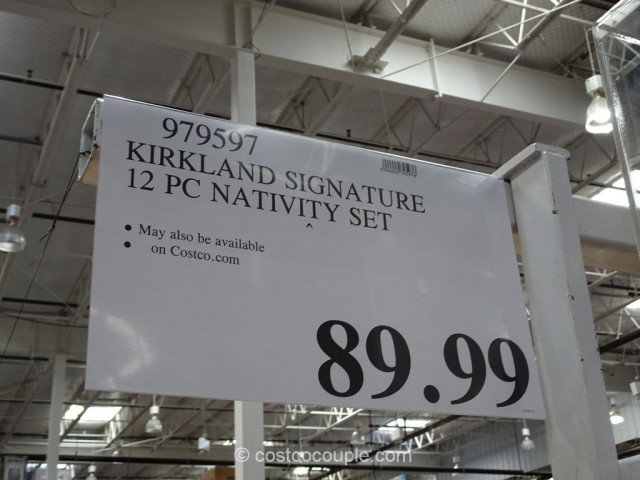 979597
KIRKLAND SIGNATURE
12 PC NATIVITY SET
^
• May also be available
• on Costco.com
89.99
© costcocouple.com